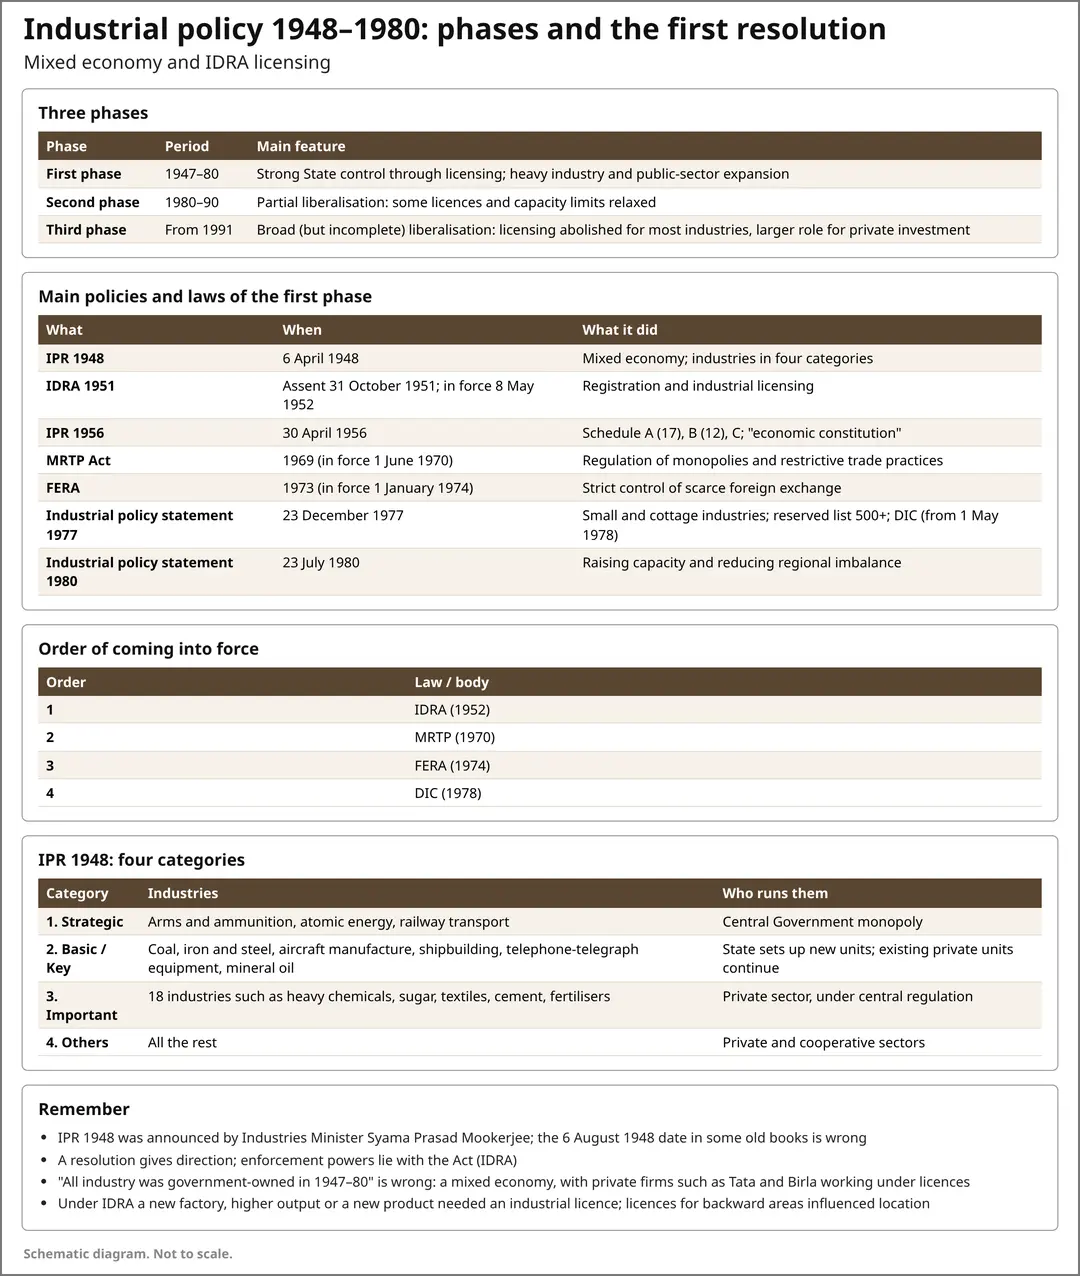 Industrial policy 1948–1980: phases and the first resolution
Mixed economy and IDRA licensing
Three phases
Phase Period Main feature
First phase 1947–80 Strong State control through licensing; heavy industry and public-sector expansion
Second phase 1980–90 Partial liberalisation: some licences and capacity limits relaxed
Third phase From 1991 Broad (but incomplete) liberalisation: licensing abolished for most industries, larger role for private investment
Main policies and laws of the first phase
What When What it did
IPR 1948 6 April 1948 Mixed economy; industries in four categories
IDRA 1951 Assent 31 October 1951; in force 8 May Registration and industrial licensing
1952
IPR 1956 30 April 1956 Schedule A (17), B (12), C; "economic constitution"
MRTP Act 1969 (in force 1 June 1970) Regulation of monopolies and restrictive trade practices
FERA 1973 (in force 1 January 1974) Strict control of scarce foreign exchange
Industrial policy statement 23 December 1977 Small and cottage industries; reserved list 500+; DIC (from 1 May
1977 1978)
Industrial policy statement 23 July 1980 Raising capacity and reducing regional imbalance
1980
Order of coming into force
Order Law / body
1 IDRA (1952)
2 MRTP (1970)
3 FERA (1974)
4 DIC (1978)
IPR 1948: four categories
Category Industries Who runs them
1. Strategic Arms and ammunition, atomic energy, railway transport Central Government monopoly
2. Basic / Coal, iron and steel, aircraft manufacture, shipbuilding, telephone-telegraph State sets up new units; existing private units
Key equipment, mineral oil continue
3. 18 industries such as heavy chemicals, sugar, textiles, cement, fertilisers Private sector, under central regulation
Important
4. Others All the rest Private and cooperative sectors
Remember
• IPR 1948 was announced by Industries Minister Syama Prasad Mookerjee; the 6 August 1948 date in some old books is wrong
• A resolution gives direction; enforcement powers lie with the Act (IDRA)
• "All industry was government-owned in 1947–80" is wrong: a mixed economy, with private firms such as Tata and Birla working under licences
• Under IDRA a new factory, higher output or a new product needed an industrial licence; licences for backward areas influenced location
Schematic diagram. Not to scale.